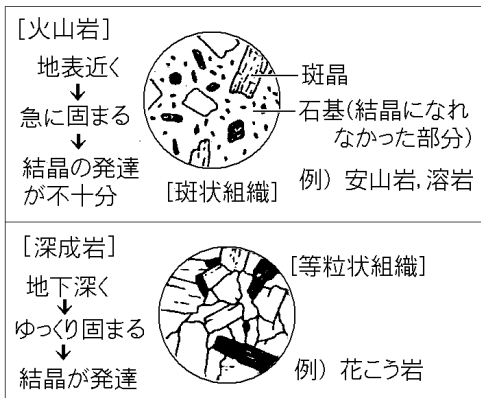 [火山岩]
地表近く
↓
急に固まる
↓
結晶の発達
が不十分
斑晶
石基(結晶になれ
なかった部分)
[斑状組織]
例) 安山岩, 溶岩
[深成岩]
地下深く
↓
ゆっくり固まる
↓
結晶が発達
[等粒状組織]
例) 花こう岩